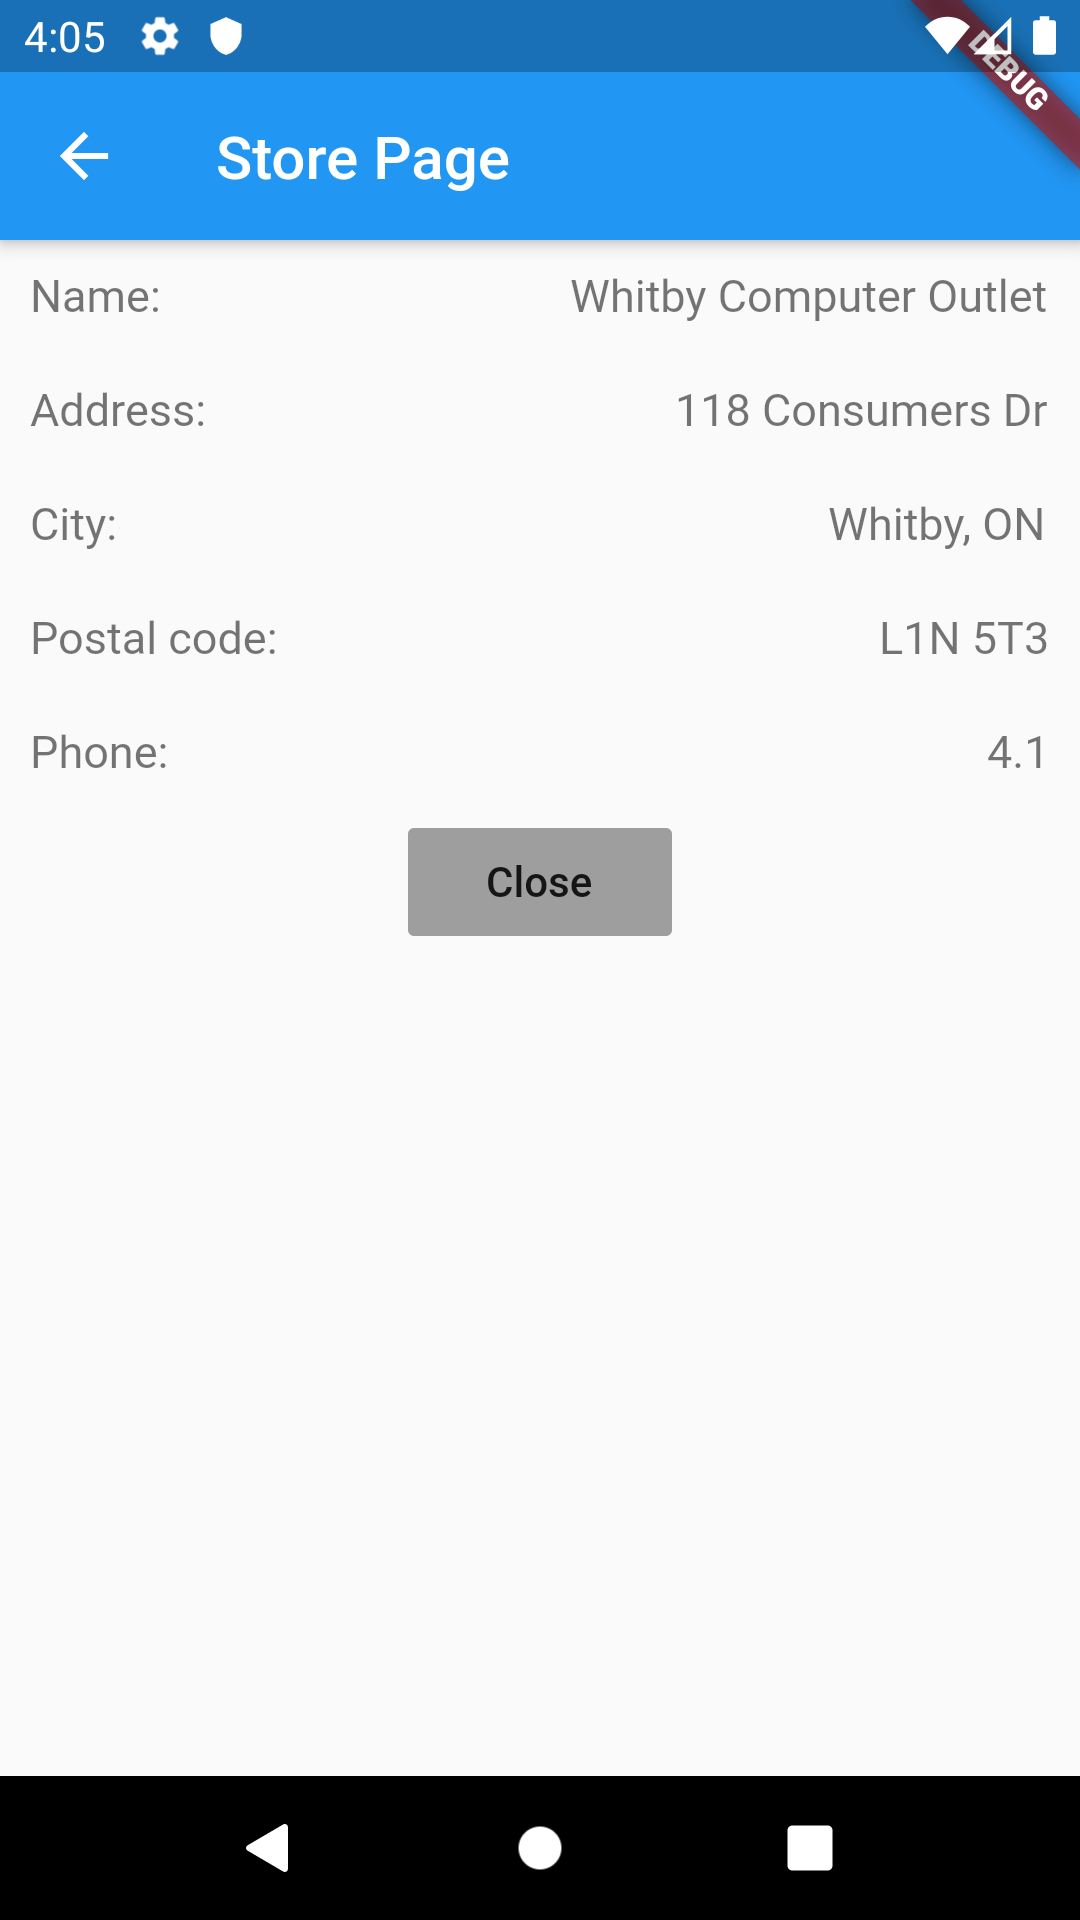 4:05
DEBUG
Store Page
Name: Whitby Computer Outlet
Address: 118 Consumers Dr
City: Whitby, ON
Postal code: L1N 5T3
Phone: 4.1
Close